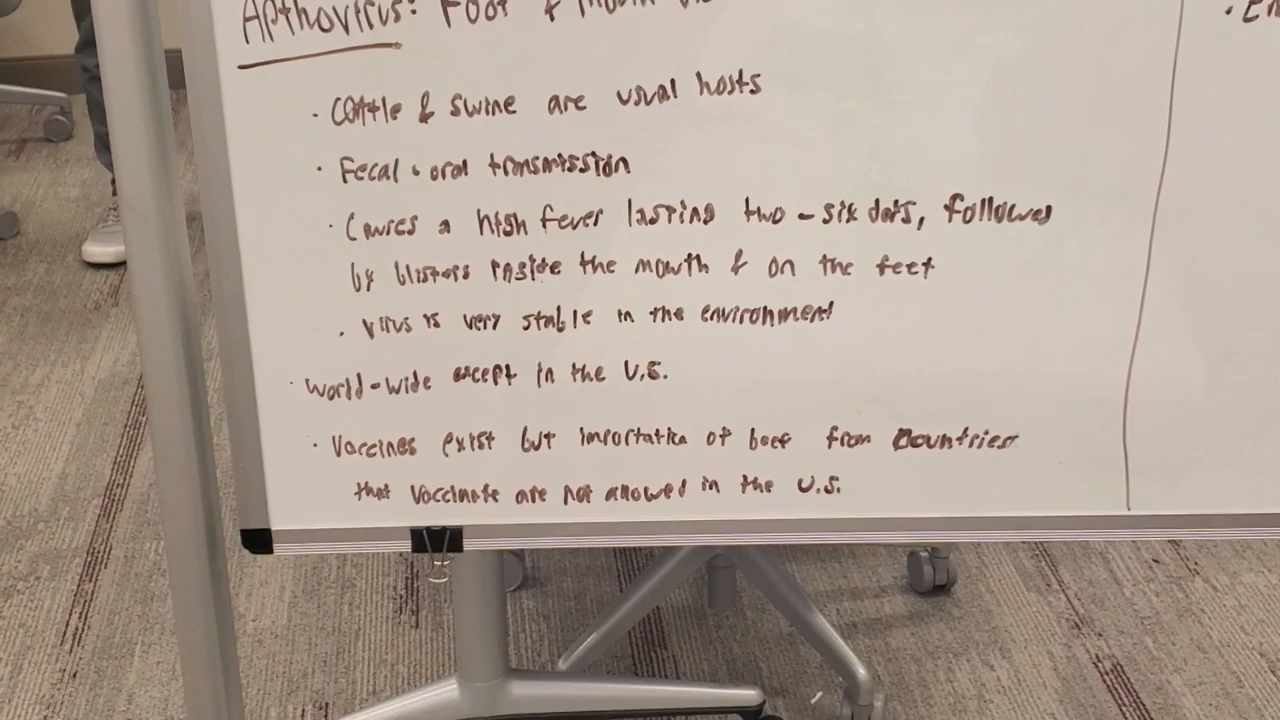 Apthovirus: Foot & Mouth
· Cattle & swine are usual hosts
· Fecal-oral transmission
· Causes a high fever lasting two-six days, followed
by blisters inside the mouth & on the feet
· Virus is very stable in the environment
· World-wide except in the U.S.
· Vaccines exist but importation of beef from countries
that vaccinate are not allowed in the U.S.